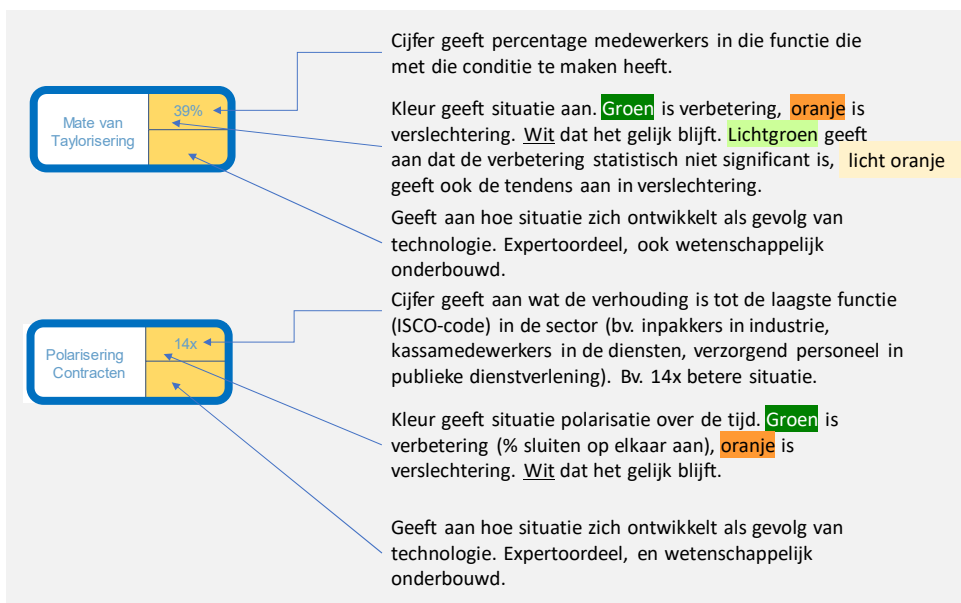 Cijfer geeft percentage medewerkers in die functie die
met die conditie te maken heeft.
39%
Mate van
Taylorisering
Kleur geeft situatie aan. Groen is verbetering, oranje is
verslechtering. Wit dat het gelijk blijft. Lichtgroen geeft
aan dat de verbetering statistisch niet significant is, licht oranje
geeft ook de tendens aan in verslechtering.
Geeft aan hoe situatie zich ontwikkelt als gevolg van
technologie. Expertoordeel, ook wetenschappelijk
onderbouwd.
Cijfer geeft aan wat de verhouding is tot de laagste functie
(ISCO-code) in de sector (bv. inpakkers in industrie,
kassamedewerkers in de diensten, verzorgend personeel in
publieke dienstverlening). Bv. 14x betere situatie.
14x
Polarisering
Contracten
Kleur geeft situatie polarisatie over de tijd. Groen is
verbetering (% sluiten op elkaar aan), oranje is
verslechtering. Wit dat het gelijk blijft.
Geeft aan hoe situatie zich ontwikkelt als gevolg van
technologie. Expertoordeel, en wetenschappelijk
onderbouwd.